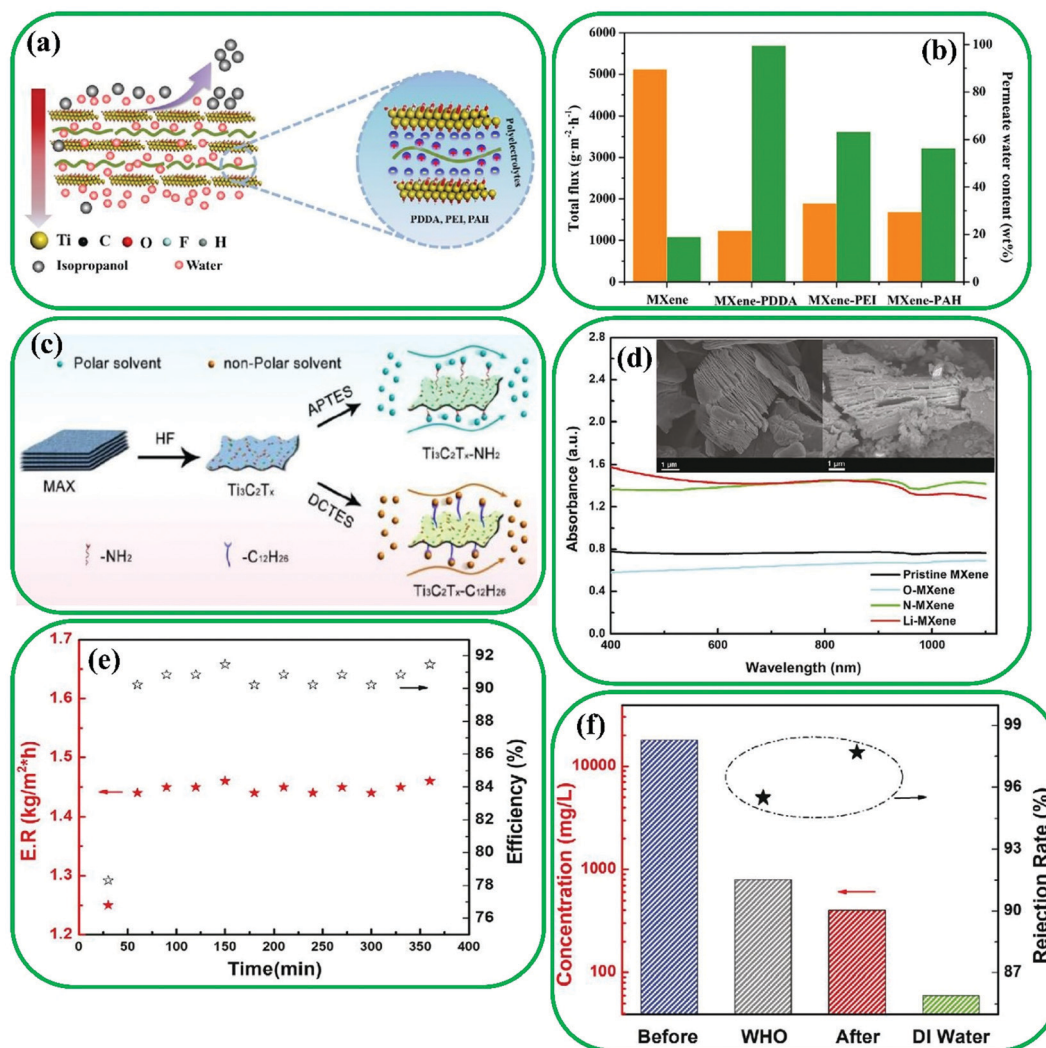 (a)
Polyelectrolytes
PDDA, PEI, PAH
Ti C O F H
Isopropanol Water
(b)
Total flux (g·m⁻²·h⁻¹)
6000
5000
4000
3000
2000
1000
0
Permeate water content (wt%)
100
80
60
40
20
0
MXene MXene-PDDA MXene-PEI MXene-PAH
(c)
Polar solvent non-Polar solvent
MAX
HF
Ti₃C₂Tₓ
APTES
DCTES
Ti₃C₂Tₓ-NH₂
Ti₃C₂Tₓ-C₁₂H₂₆
-NH₂ -C₁₂H₂₆
(d)
Absorbance (a.u.)
2.8
2.4
2.0
1.6
1.2
0.8
0.4
0.0
1 μm 1 μm
Pristine MXene
O-MXene
N-MXene
Li-MXene
400 600 800 1000
Wavelength (nm)
(e)
E.R (kg/m²*h)
1.7
1.6
1.5
1.4
1.3
1.2
Efficiency (%)
92
90
88
86
84
82
80
78
76
0 50 100 150 200 250 300 350 400
Time(min)
(f)
Concentration (mg/L)
10000
1000
100
Rejection Rate (%)
99
96
93
90
87
Before WHO After DI Water